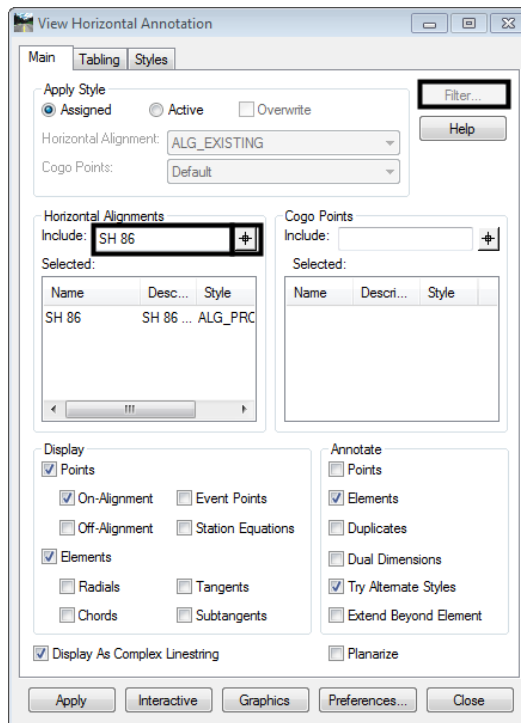 View Horizontal Annotation
Main Tabling Styles
Apply Style
Assigned Active Overwrite
Filter...
Help
Horizontal Alignment: ALG_EXISTING
Cogo Points: Default
Horizontal Alignments
Include: SH 86
Selected:
Name Desc... Style
SH 86 SH 86 ... ALG_PRC
Cogo Points
Include:
Selected:
Name Descri... Style
Display
Points
On-Alignment Event Points
Off-Alignment Station Equations
Elements
Radials Tangents
Chords Subtangents
Annotate
Points
Elements
Duplicates
Dual Dimensions
Try Alternate Styles
Extend Beyond Element
Display As Complex Linestring Planarize
Apply Interactive Graphics Preferences... Close